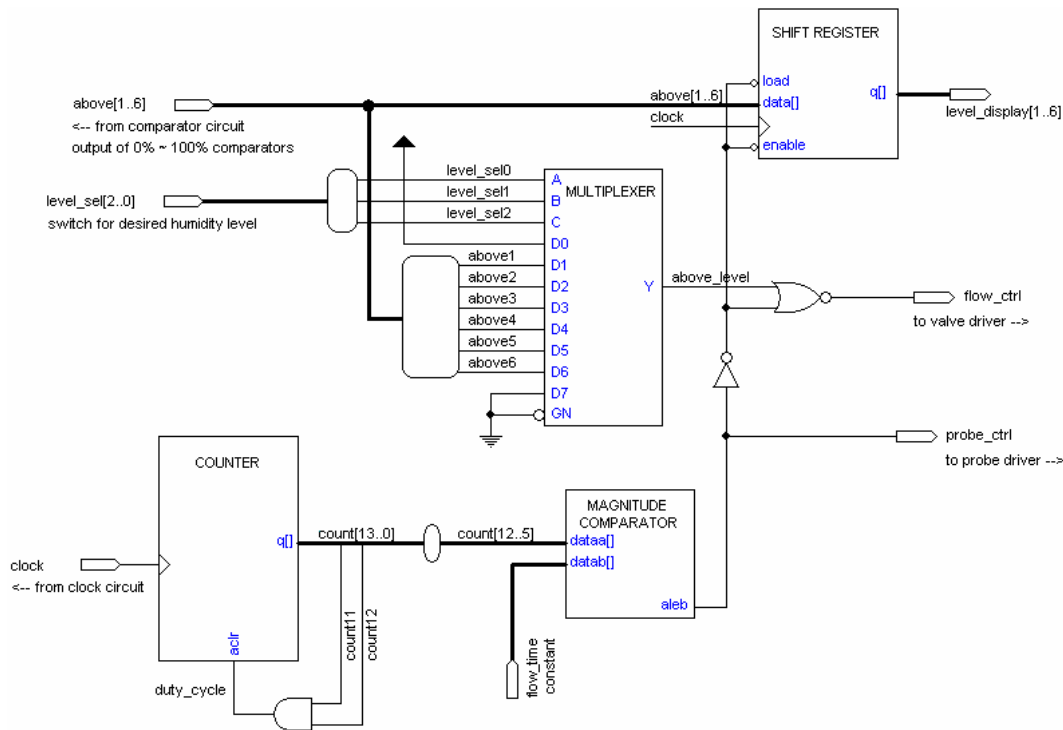 SHIFT REGISTER
load
above[1..6]
data[]
q[]
clock
enable
level_display[1..6]
above[1..6]
<-- from comparator circuit
output of 0% ~ 100% comparators
level_sel[2..0]
switch for desired humidity level
level_sel0
level_sel1
level_sel2
above1
above2
above3
above4
above5
above6
MULTIPLEXER
A
B
C
D0
D1
D2
D3
D4
D5
D6
D7
GN
Y
above_level
flow_ctrl
to valve driver -->
probe_ctrl
to probe driver -->
COUNTER
q[]
aclr
clock
<-- from clock circuit
count[13..0]
count[12..5]
count11
count12
duty_cycle
MAGNITUDE
COMPARATOR
dataa[]
datab[]
aleb
flow_time
constant